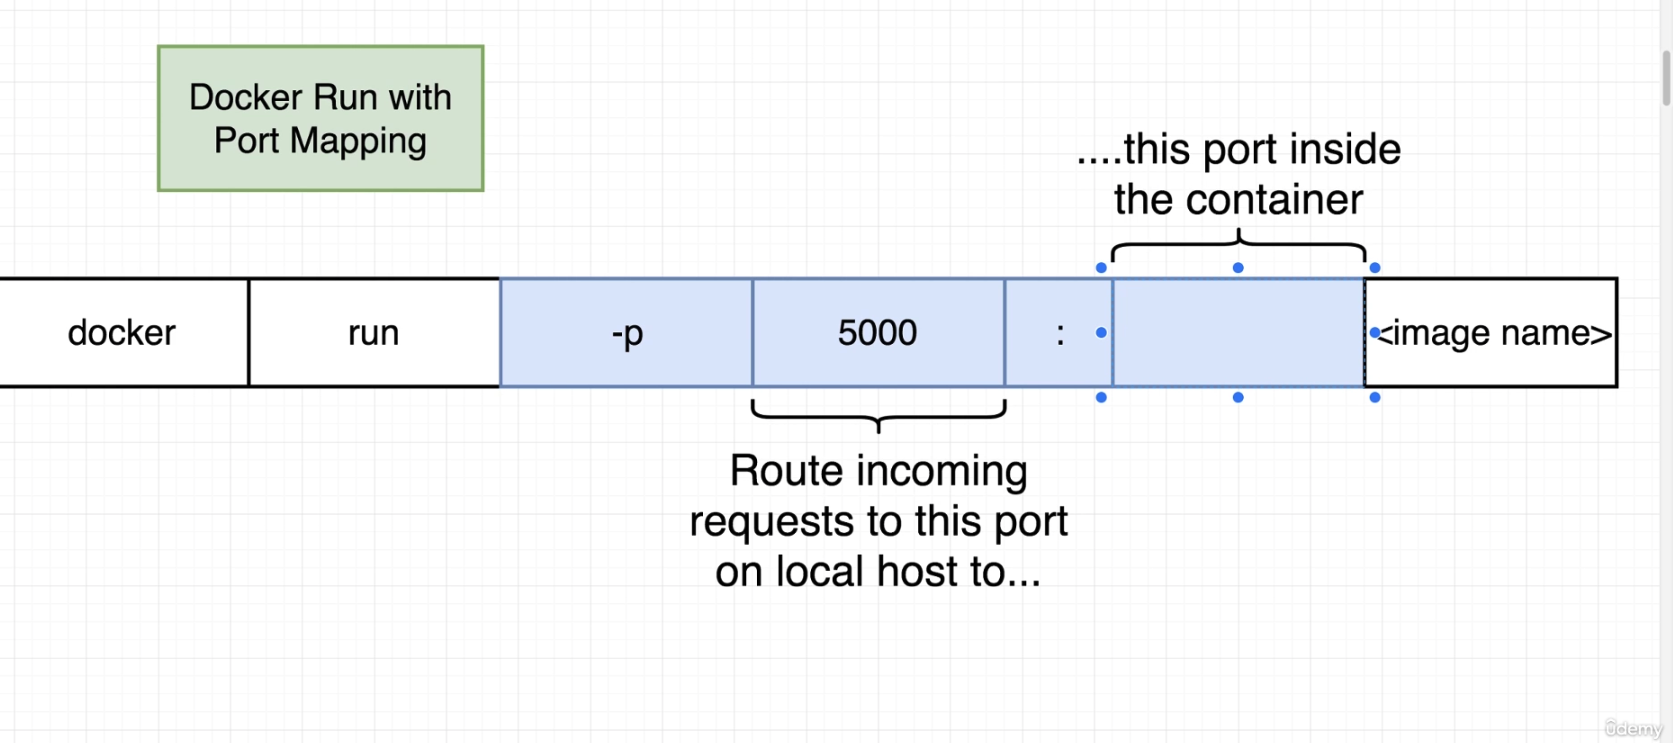 Docker Run with
Port Mapping
....this port inside
the container
docker run -p 5000 : <image name>
Route incoming
requests to this port
on local host to...
ûdemy